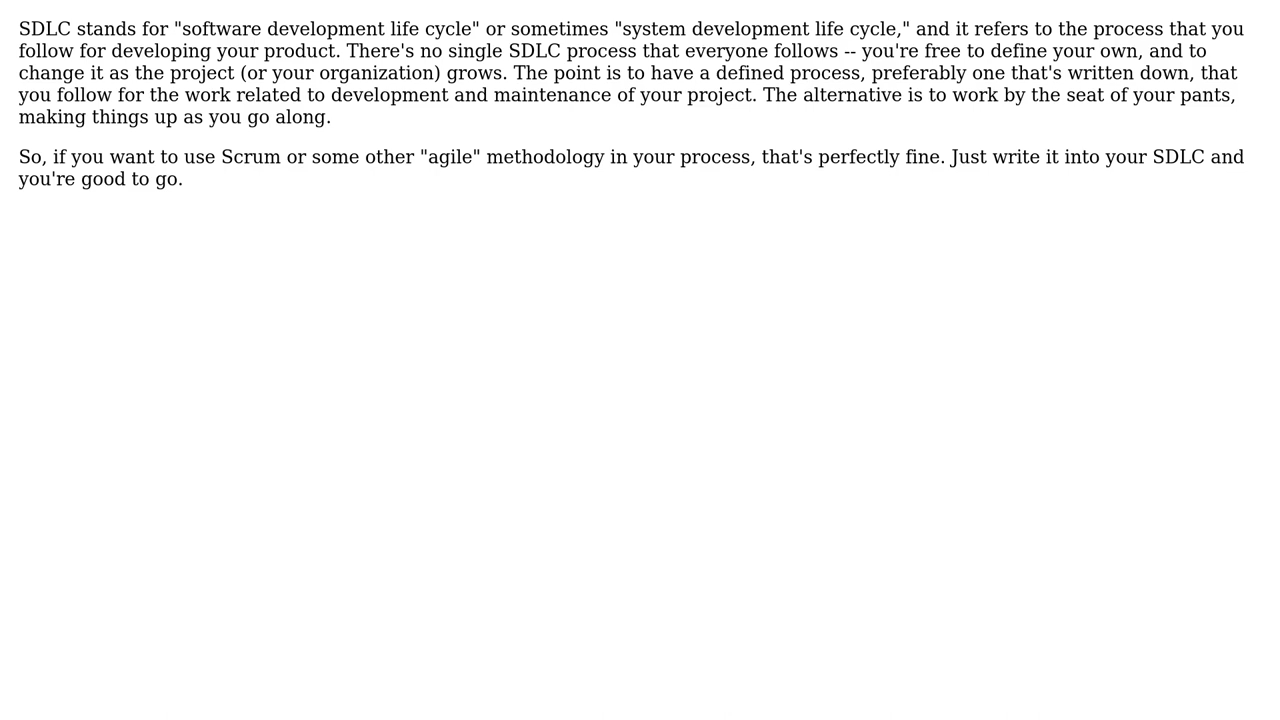 SDLC stands for "software development life cycle" or sometimes "system development life cycle," and it refers to the process that you
follow for developing your product. There's no single SDLC process that everyone follows -- you're free to define your own, and to
change it as the project (or your organization) grows. The point is to have a defined process, preferably one that's written down, that
you follow for the work related to development and maintenance of your project. The alternative is to work by the seat of your pants,
making things up as you go along.
So, if you want to use Scrum or some other "agile" methodology in your process, that's perfectly fine. Just write it into your SDLC and
you're good to go.